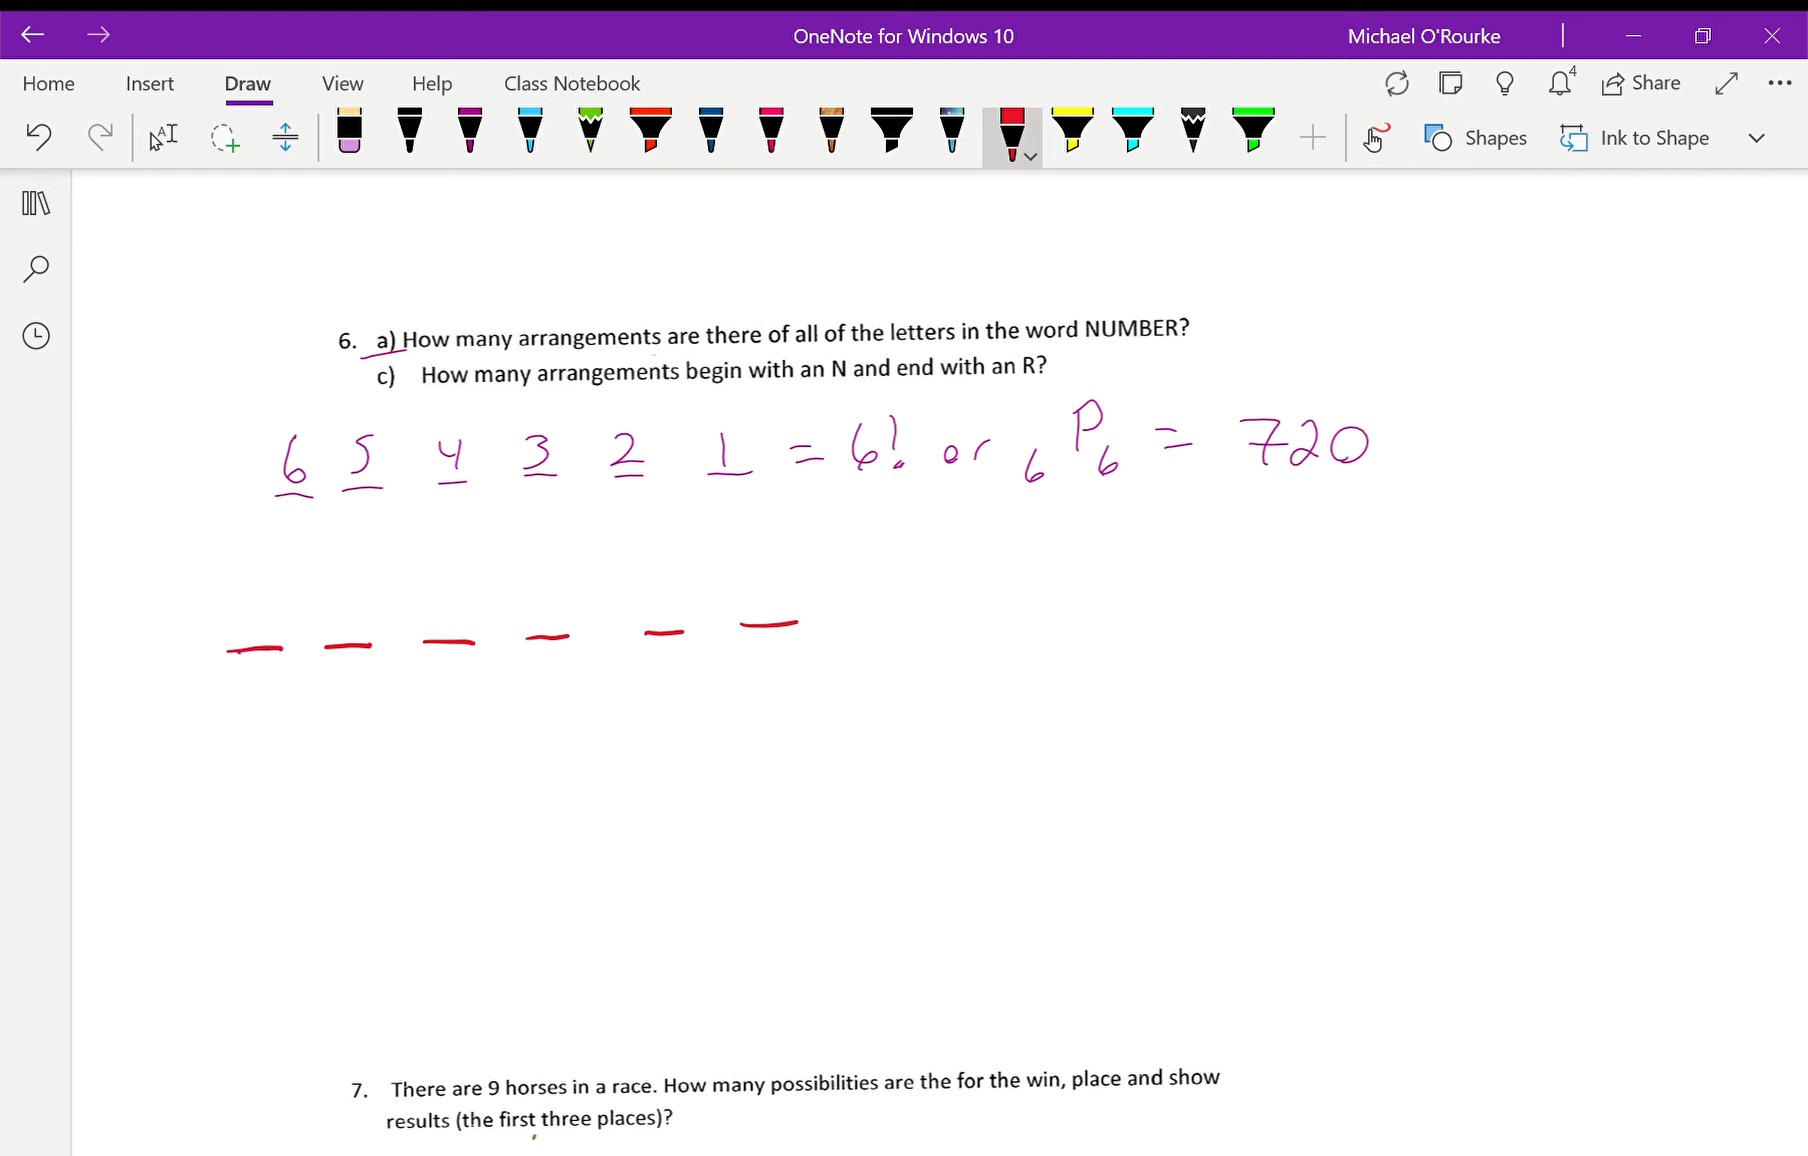 OneNote for Windows 10
Michael O'Rourke
Home Insert Draw View Help Class Notebook
4
Share
Shapes
Ink to Shape
6. a) How many arrangements are there of all of the letters in the word NUMBER?
c) How many arrangements begin with an N and end with an R?
6 5 4 3 2 1 = 6! or ₆P₆ = 720
7. There are 9 horses in a race. How many possibilities are the for the win, place and show
results (the first three places)?